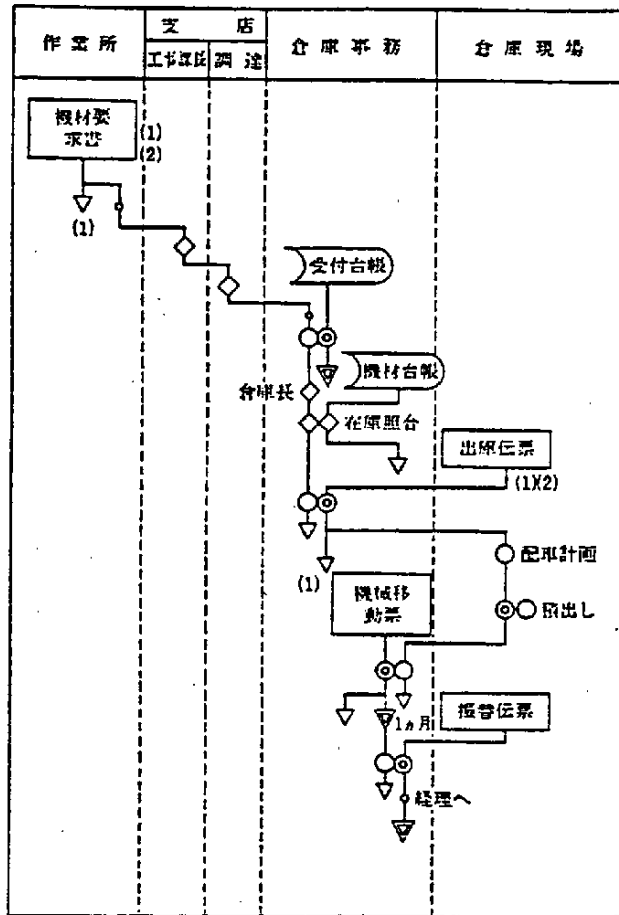 作業所
支店
工事課長
調達
倉庫事務
倉庫現場
機材要
求書
(1)
(2)
(1)
受付台帳
機材台帳
倉庫長
在庫照合
出庫伝票
(1)(2)
配車計画
(1)
機械移
動票
積出し
1ヵ月
振替伝票
経理へ